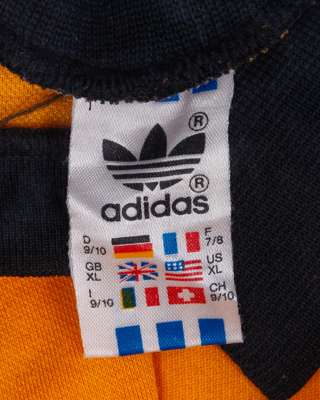 ®
®
adidas
D 9/10 F 7/8
GB XL US XL
I 9/10 CH 9/10